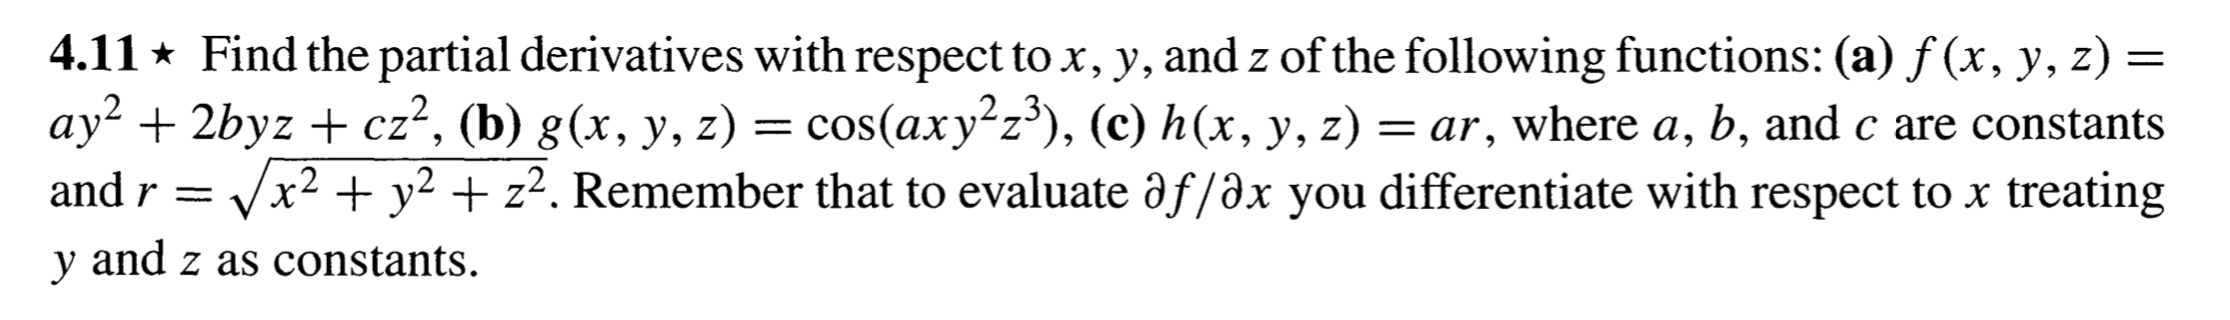 4.11 ⋆ Find the partial derivatives with respect to x, y, and z of the following functions: (a) f(x, y, z) =
ay² + 2byz + cz², (b) g(x, y, z) = cos(axy²z³), (c) h(x, y, z) = ar, where a, b, and c are constants
and r = √(x² + y² + z²). Remember that to evaluate ∂f/∂x you differentiate with respect to x treating
y and z as constants.